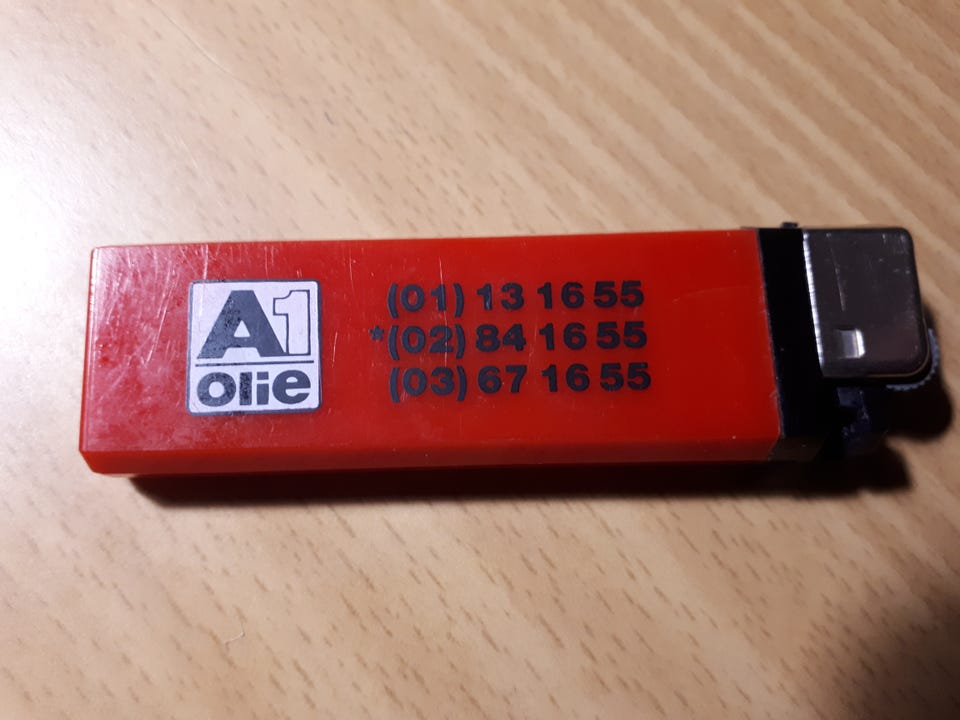 A1
Olie
(01) 13 16 55
*(02) 84 16 55
(03) 67 16 55